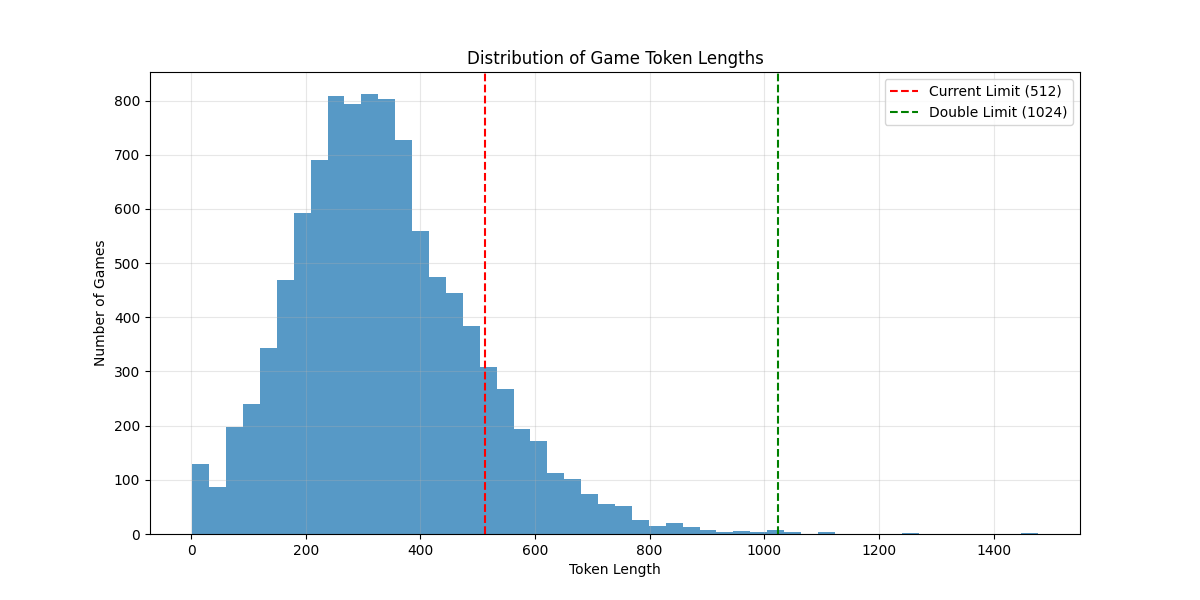 Distribution of Game Token Lengths
Current Limit (512)
Double Limit (1024)
Number of Games
800
700
600
500
400
300
200
100
0
0 200 400 600 800 1000 1200 1400
Token Length